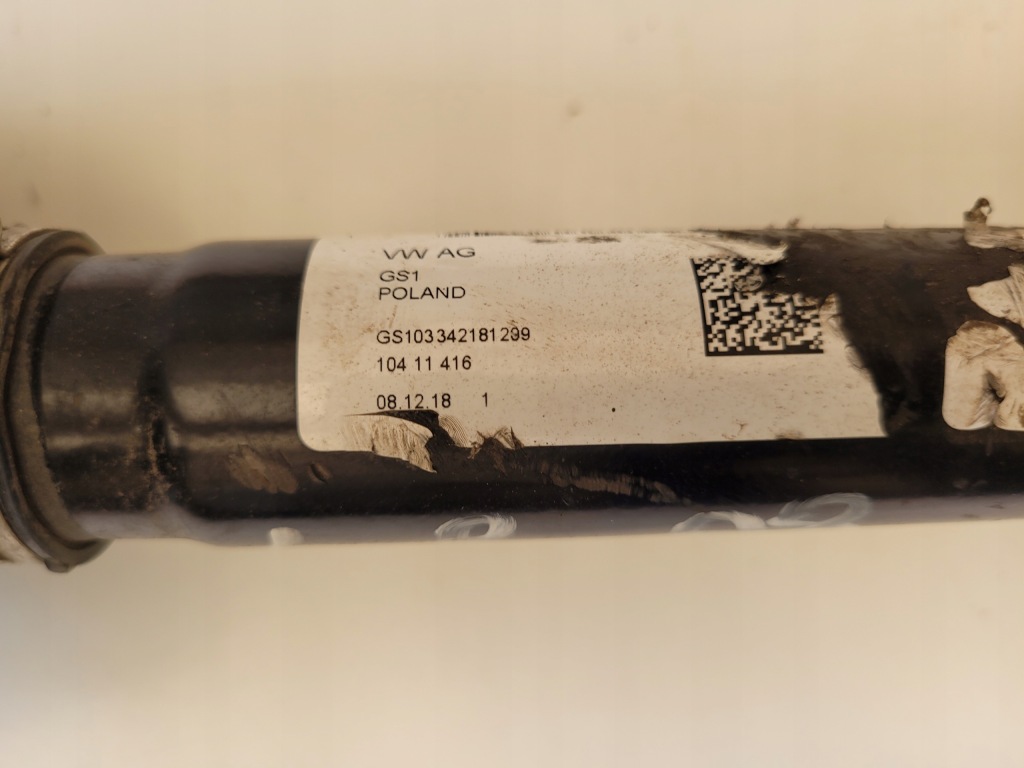 VW AG
GS1
POLAND
GS103342181299
104 11 416
08.12.18 1